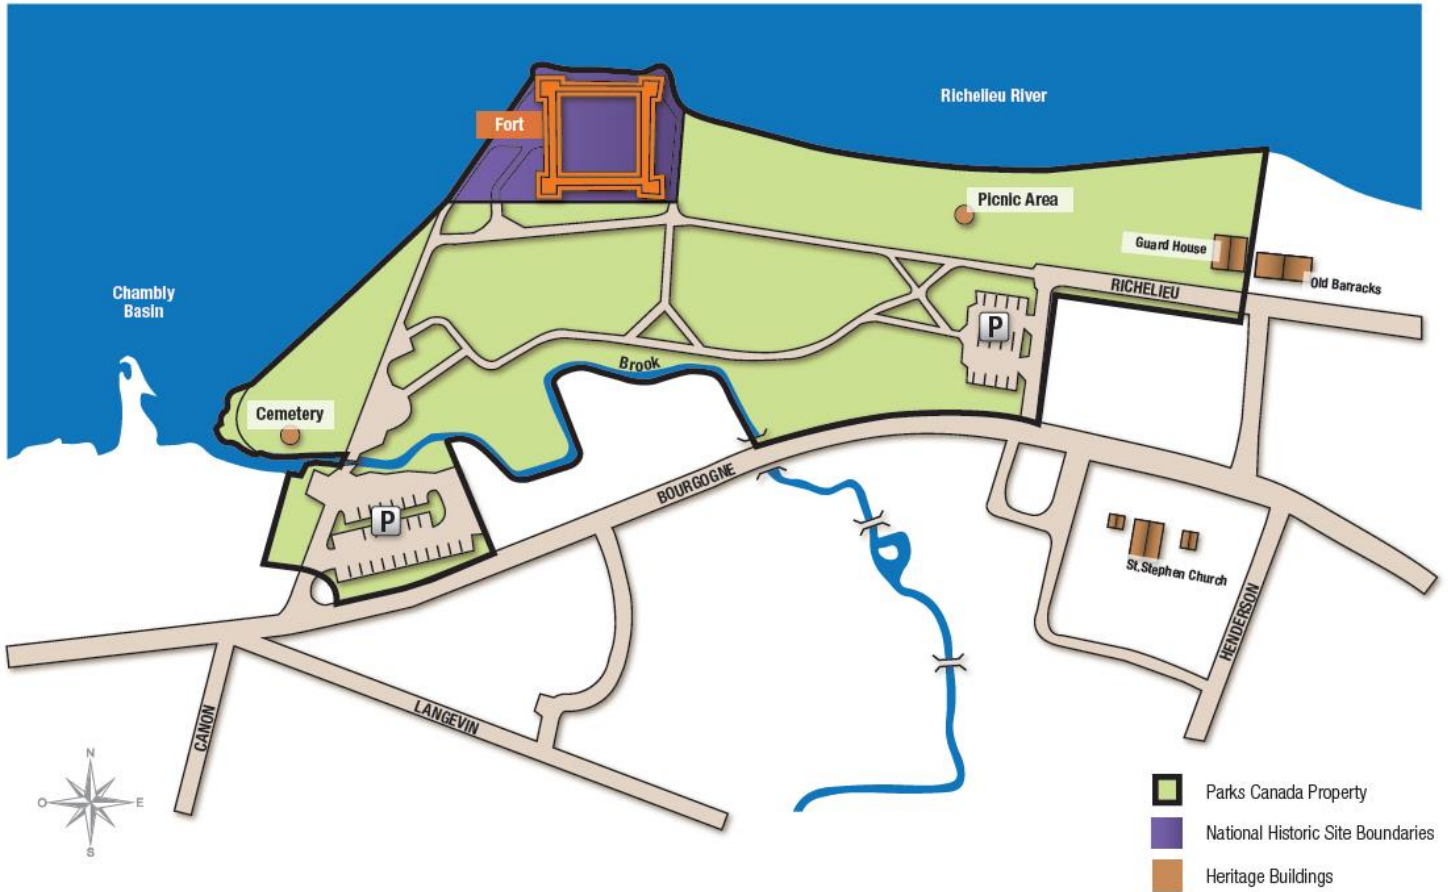 Richelieu River
Fort
Picnic Area
Guard House
Old Barracks
RICHELIEU
Chambly
Basin
P
Brook
Cemetery
BOURGOGNE
P
St.Stephen Church
HENDERSON
CANON
LANGEVIN
N
O
E
S
Parks Canada Property
National Historic Site Boundaries
Heritage Buildings